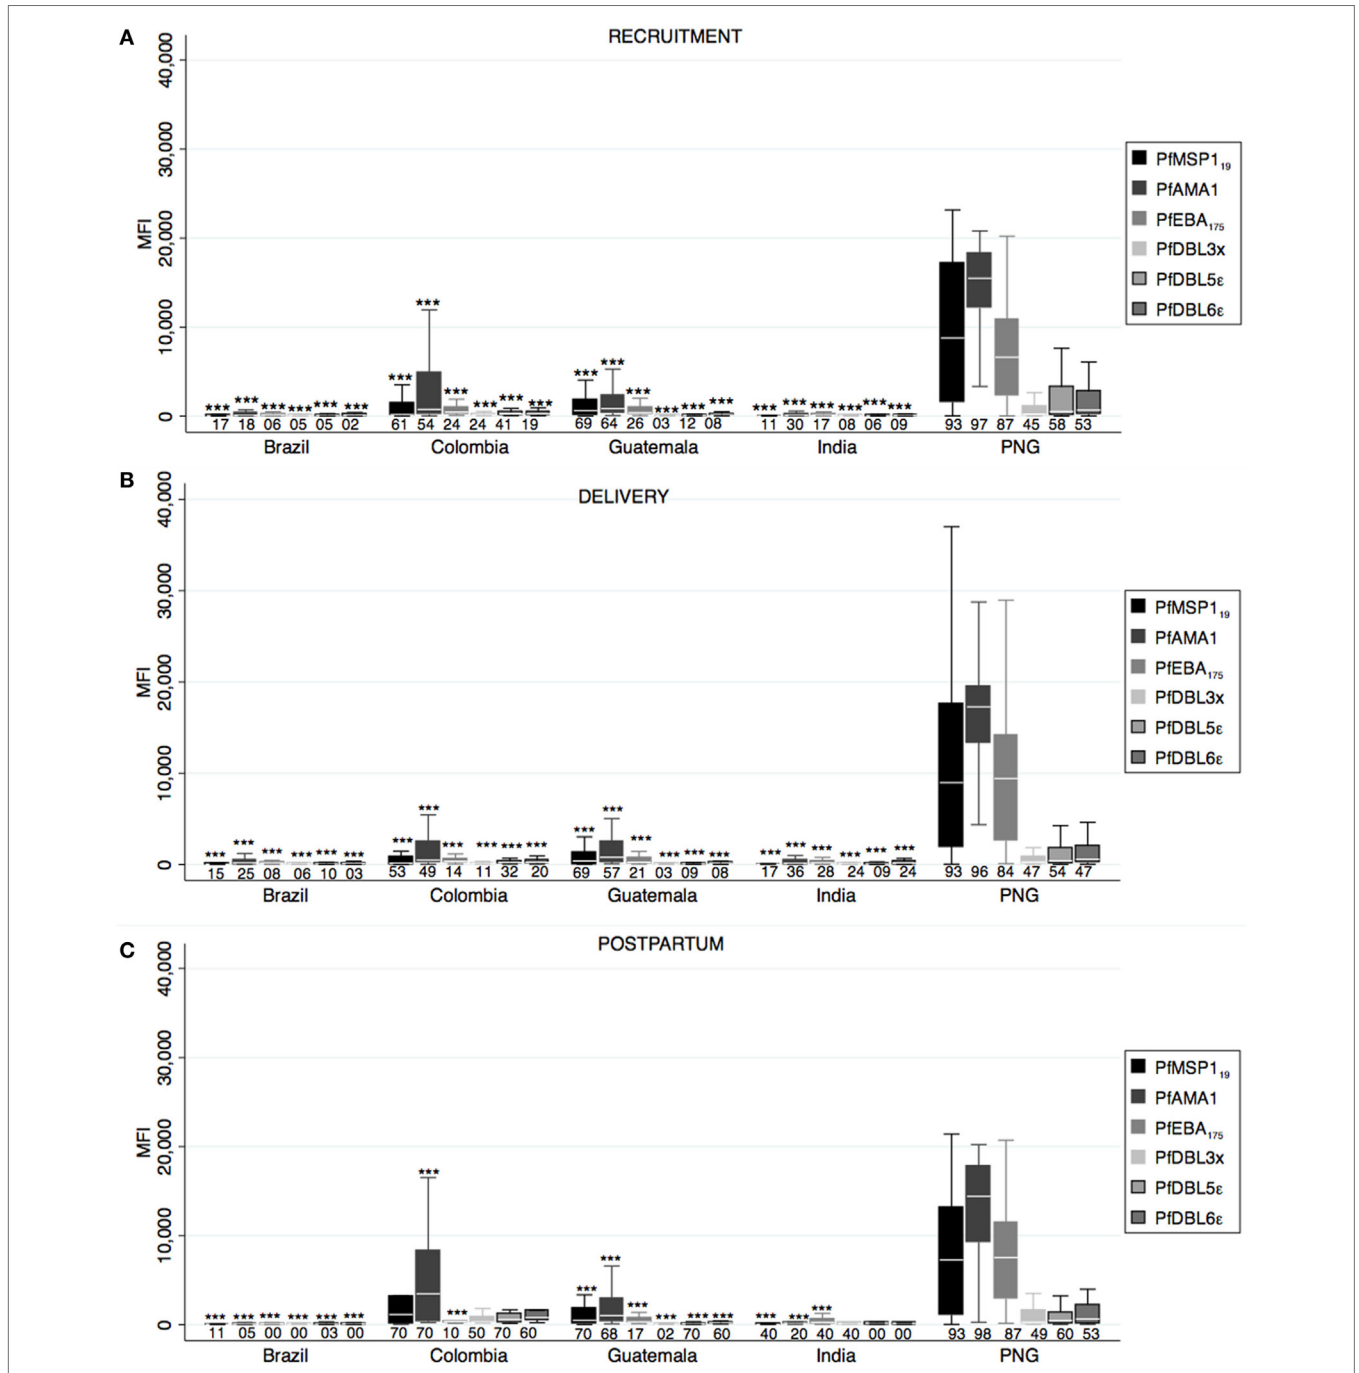 A
RECRUITMENT
40,000
30,000
20,000
10,000
0
MFI
*** *** *** *** *** ***
*** *** *** *** *** ***
*** *** *** *** *** ***
*** *** *** *** *** ***
17 18 06 05 05 02
61 54 24 24 41 19
69 64 26 03 12 08
11 30 17 08 06 09
93 97 87 45 58 53
Brazil Colombia Guatemala India PNG
PfMSP1₁₉
PfAMA1
PfEBA₁₇₅
PfDBL3x
PfDBL5ε
PfDBL6ε
B
DELIVERY
40,000
30,000
20,000
10,000
0
MFI
*** *** *** *** *** ***
*** *** *** *** *** ***
*** *** *** *** *** ***
*** *** *** *** *** ***
15 25 08 06 10 03
53 49 14 11 32 20
69 57 21 03 09 08
17 36 28 24 09 24
93 96 84 47 54 47
Brazil Colombia Guatemala India PNG
PfMSP1₁₉
PfAMA1
PfEBA₁₇₅
PfDBL3x
PfDBL5ε
PfDBL6ε
C
POSTPARTUM
40,000
30,000
20,000
10,000
0
MFI
*** *** *** *** *** ***
*** ***
*** *** *** *** *** ***
*** *** ***
11 05 00 00 03 00
70 70 10 50 70 60
70 68 17 02 70 60
40 20 40 40 00 00
93 98 87 49 60 53
Brazil Colombia Guatemala India PNG
PfMSP1₁₉
PfAMA1
PfEBA₁₇₅
PfDBL3x
PfDBL5ε
PfDBL6ε